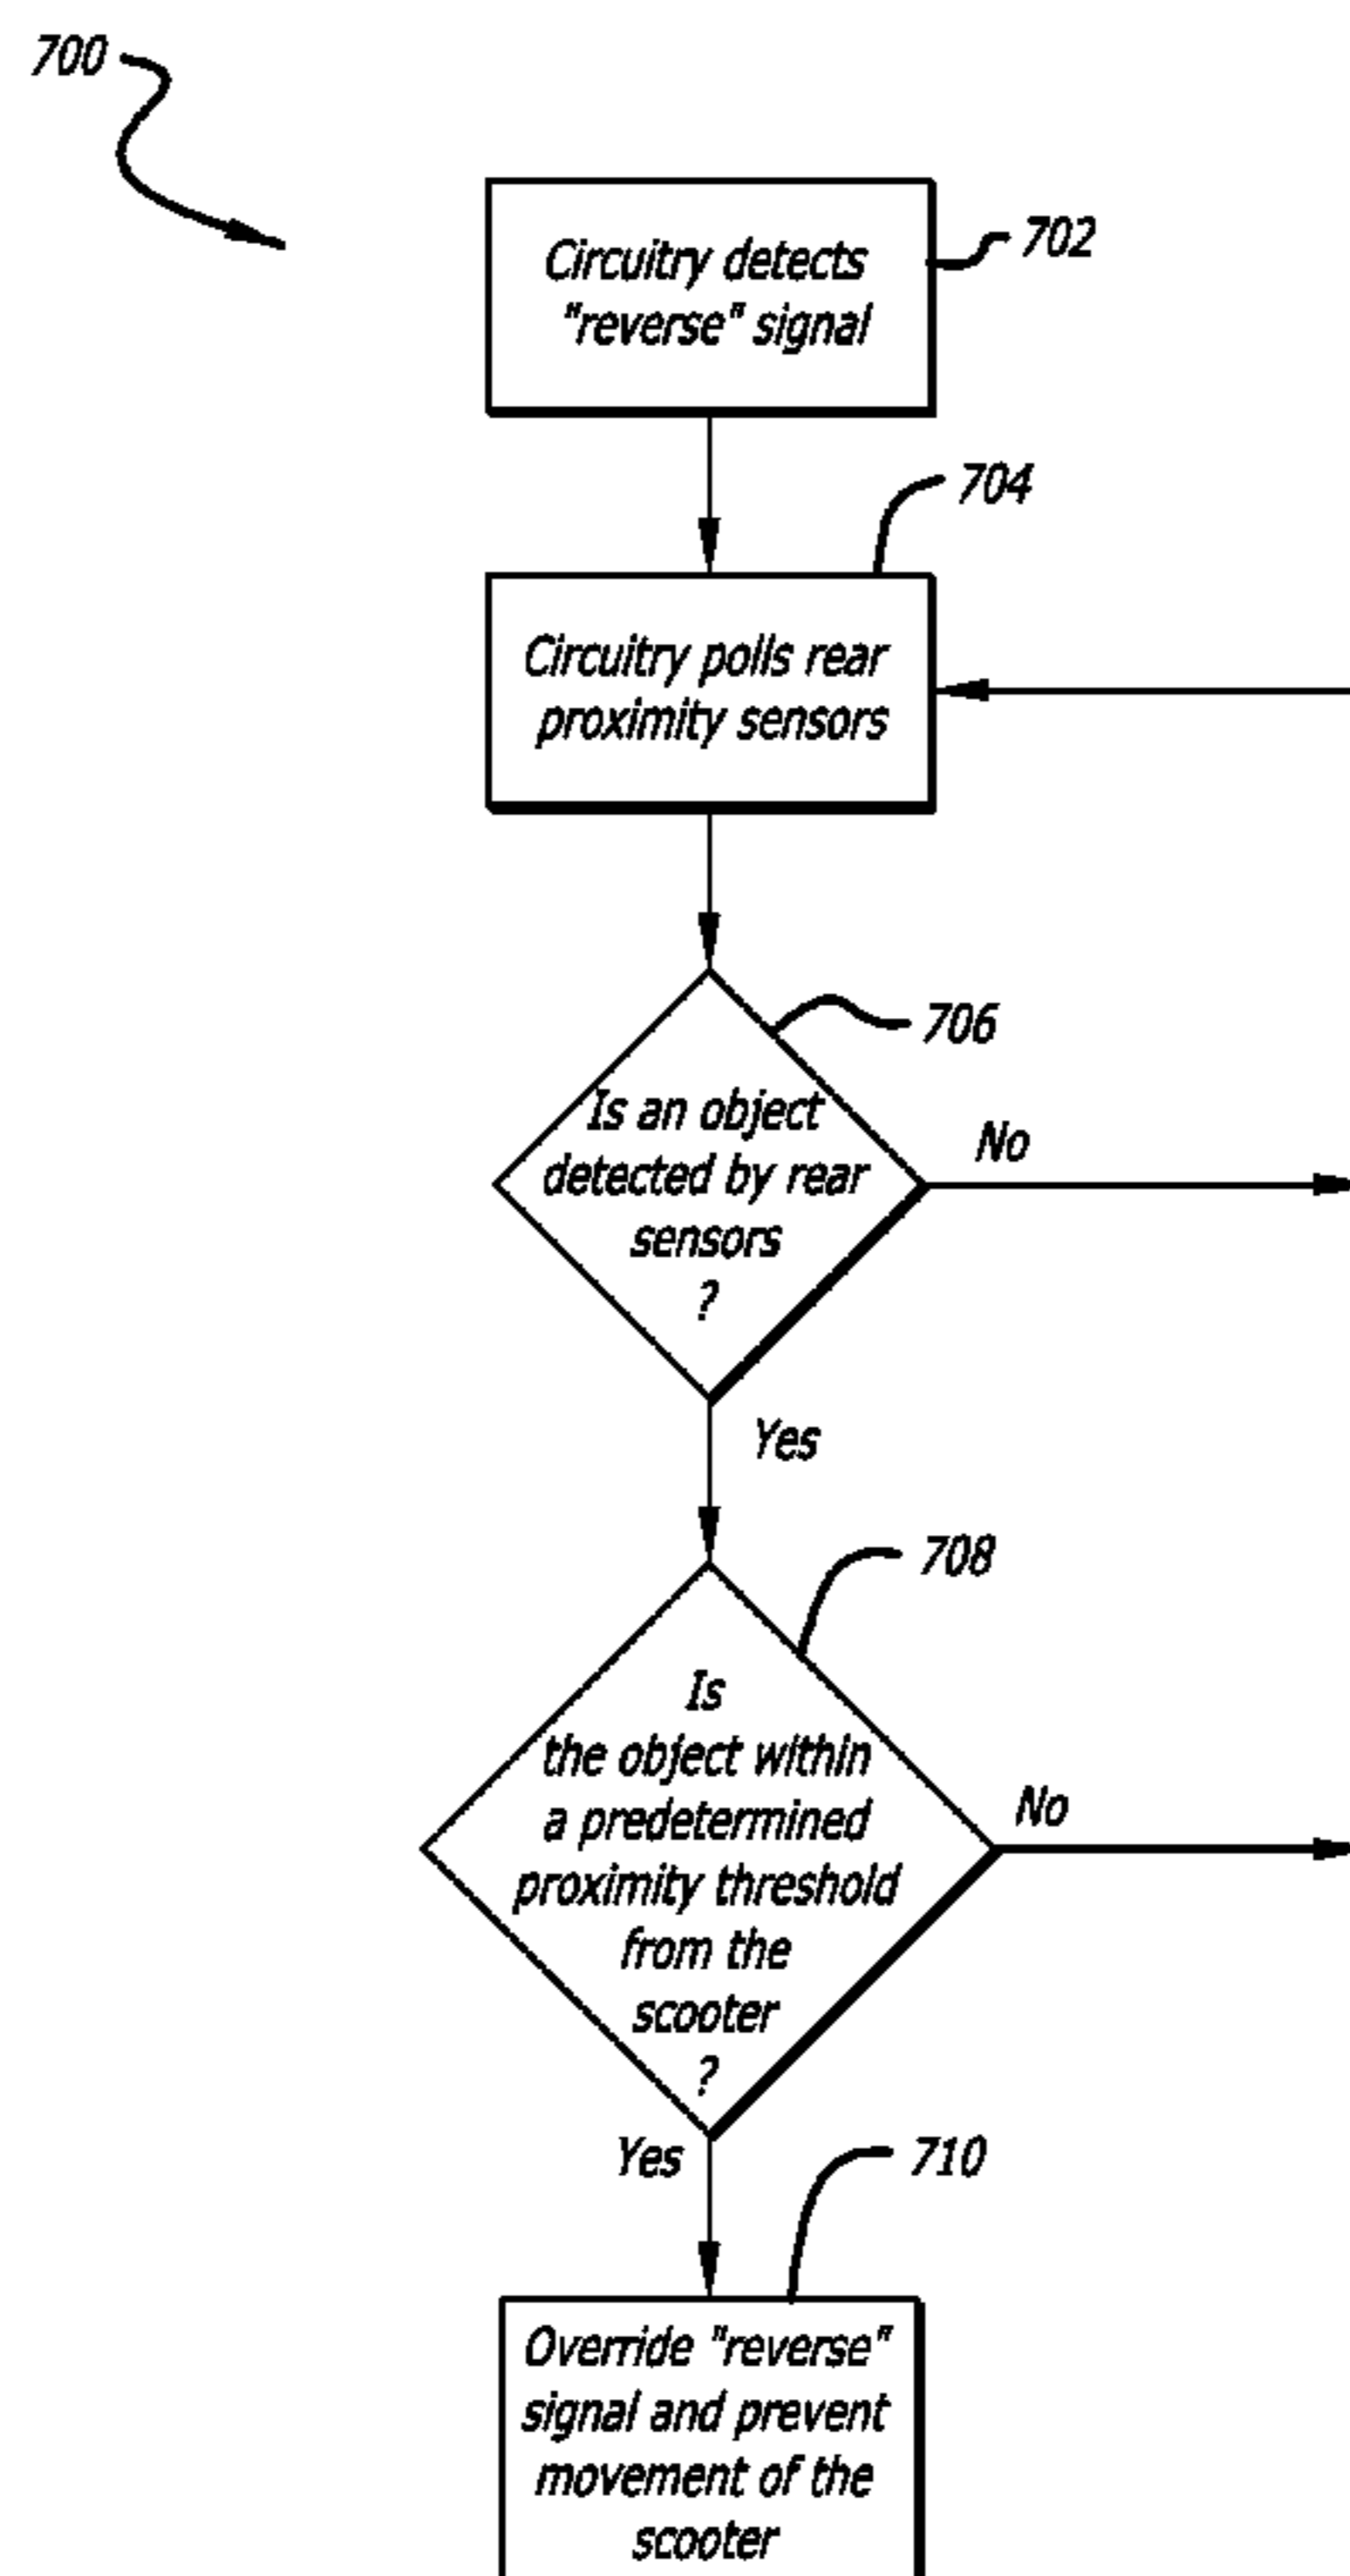 700
Circuitry detects
"reverse" signal
702
704
Circuitry polls rear
proximity sensors
706
Is an object
detected by rear
sensors
?
No
Yes
708
Is
the object within
a predetermined
proximity threshold
from the
scooter
?
No
Yes
710
Override "reverse"
signal and prevent
movement of the
scooter